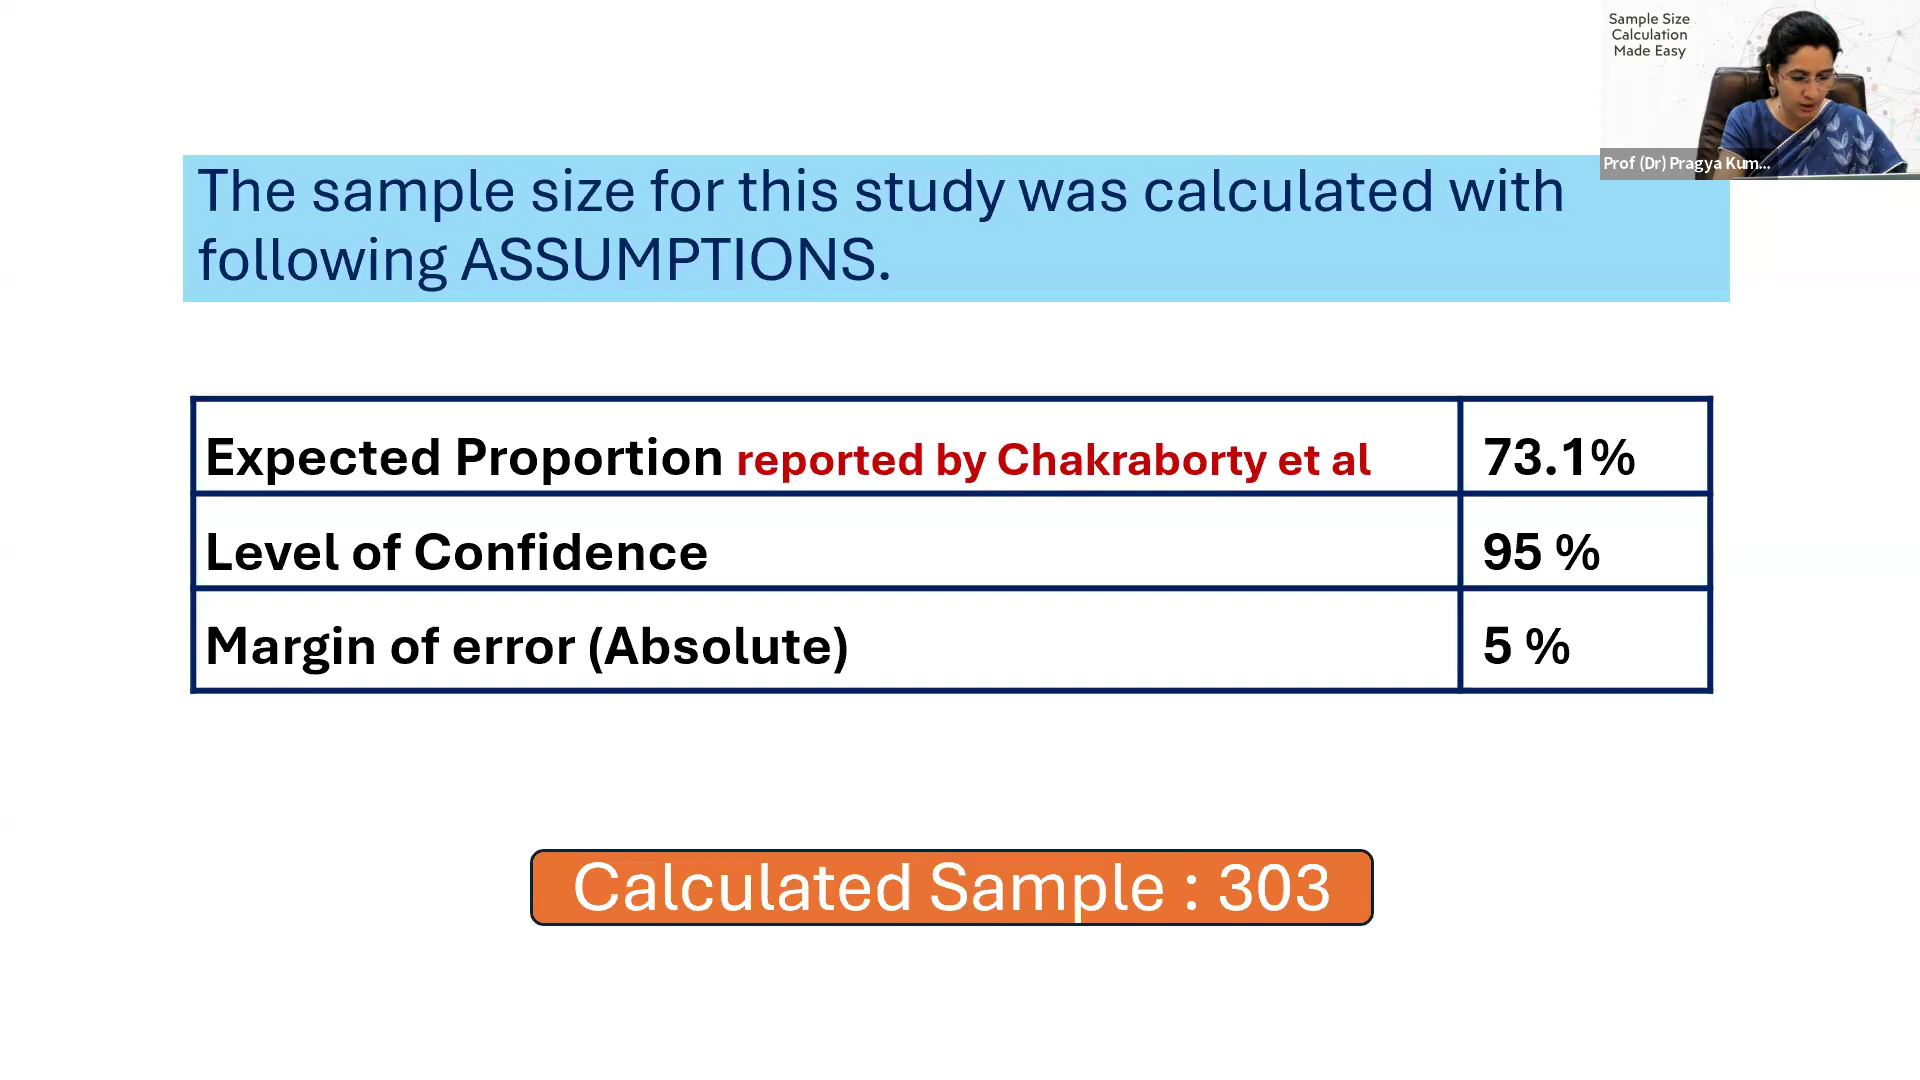 Sample Size
Calculation
Made Easy
Prof (Dr) Pragya Kum...
The sample size for this study was calculated with
following ASSUMPTIONS.
Expected Proportion reported by Chakraborty et al 73.1%
Level of Confidence 95 %
Margin of error (Absolute) 5 %
Calculated Sample : 303